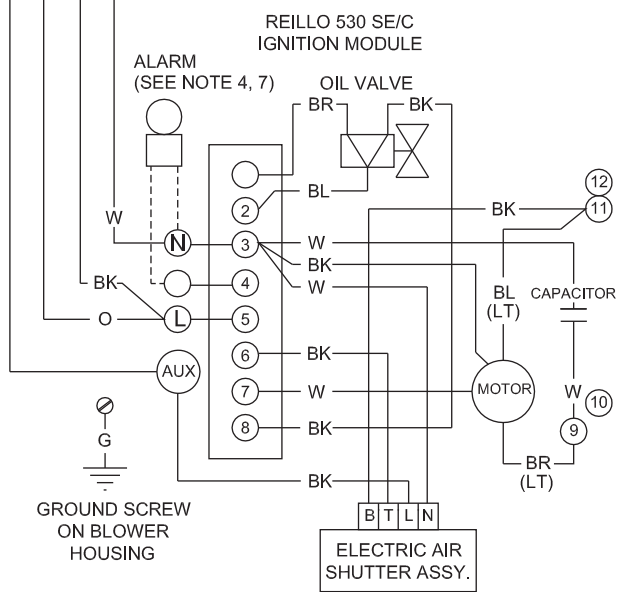 REILLO 530 SE/C
IGNITION MODULE
ALARM
(SEE NOTE 4, 7)
OIL VALVE
BR
BK
BL
2
12
11
BK
W
N
3
W
BK
W
BK
4
BL
(LT)
CAPACITOR
O
L
5
6
BK
AUX
7
W
MOTOR
W
10
8
BK
9
G
BR
(LT)
BK
GROUND SCREW
ON BLOWER
HOUSING
B T L N
ELECTRIC AIR
SHUTTER ASSY.